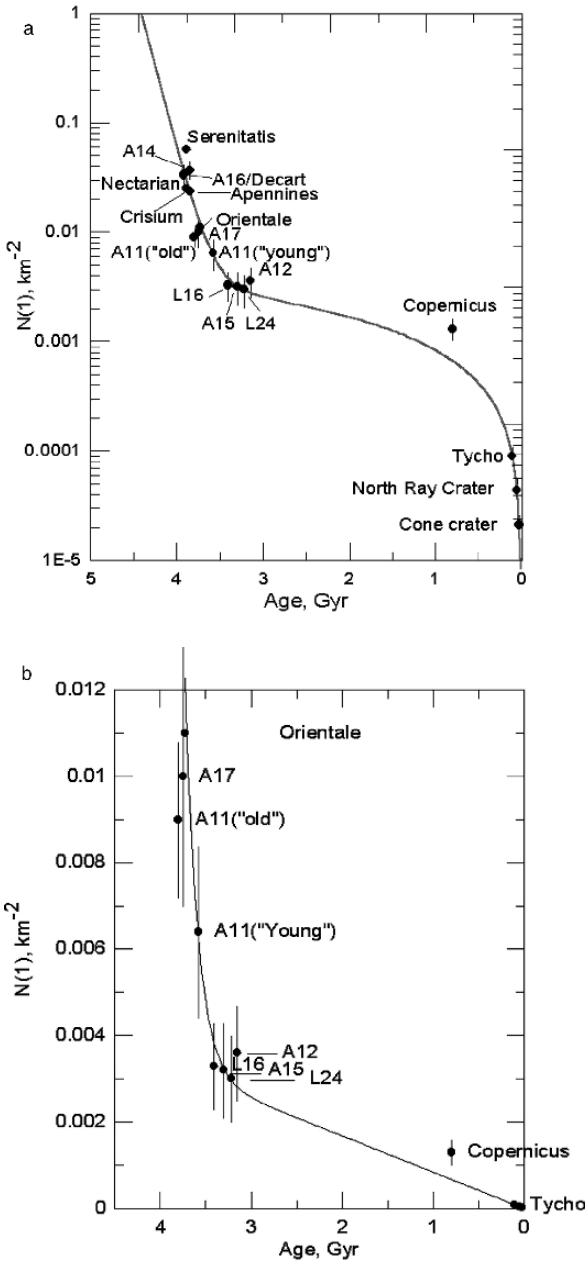 a
1
0.1
0.01
0.001
0.0001
1E-5
N(1), km-2
Serenitatis
A14
A16/Decart
Nectarian
Apennines
Crisium
Orientale
A17
A11("old")
A11("young")
A12
L16
A15
L24
Copernicus
Tycho
North Ray Crater
Cone crater
5 4 3 2 1 0
Age, Gyr
b
0.012
0.01
0.008
0.006
0.004
0.002
0
N(1), km-2
Orientale
A17
A11("old")
A11("Young")
A12
L16
A15
L24
Copernicus
Tycho
4 3 2 1 0
Age, Gyr